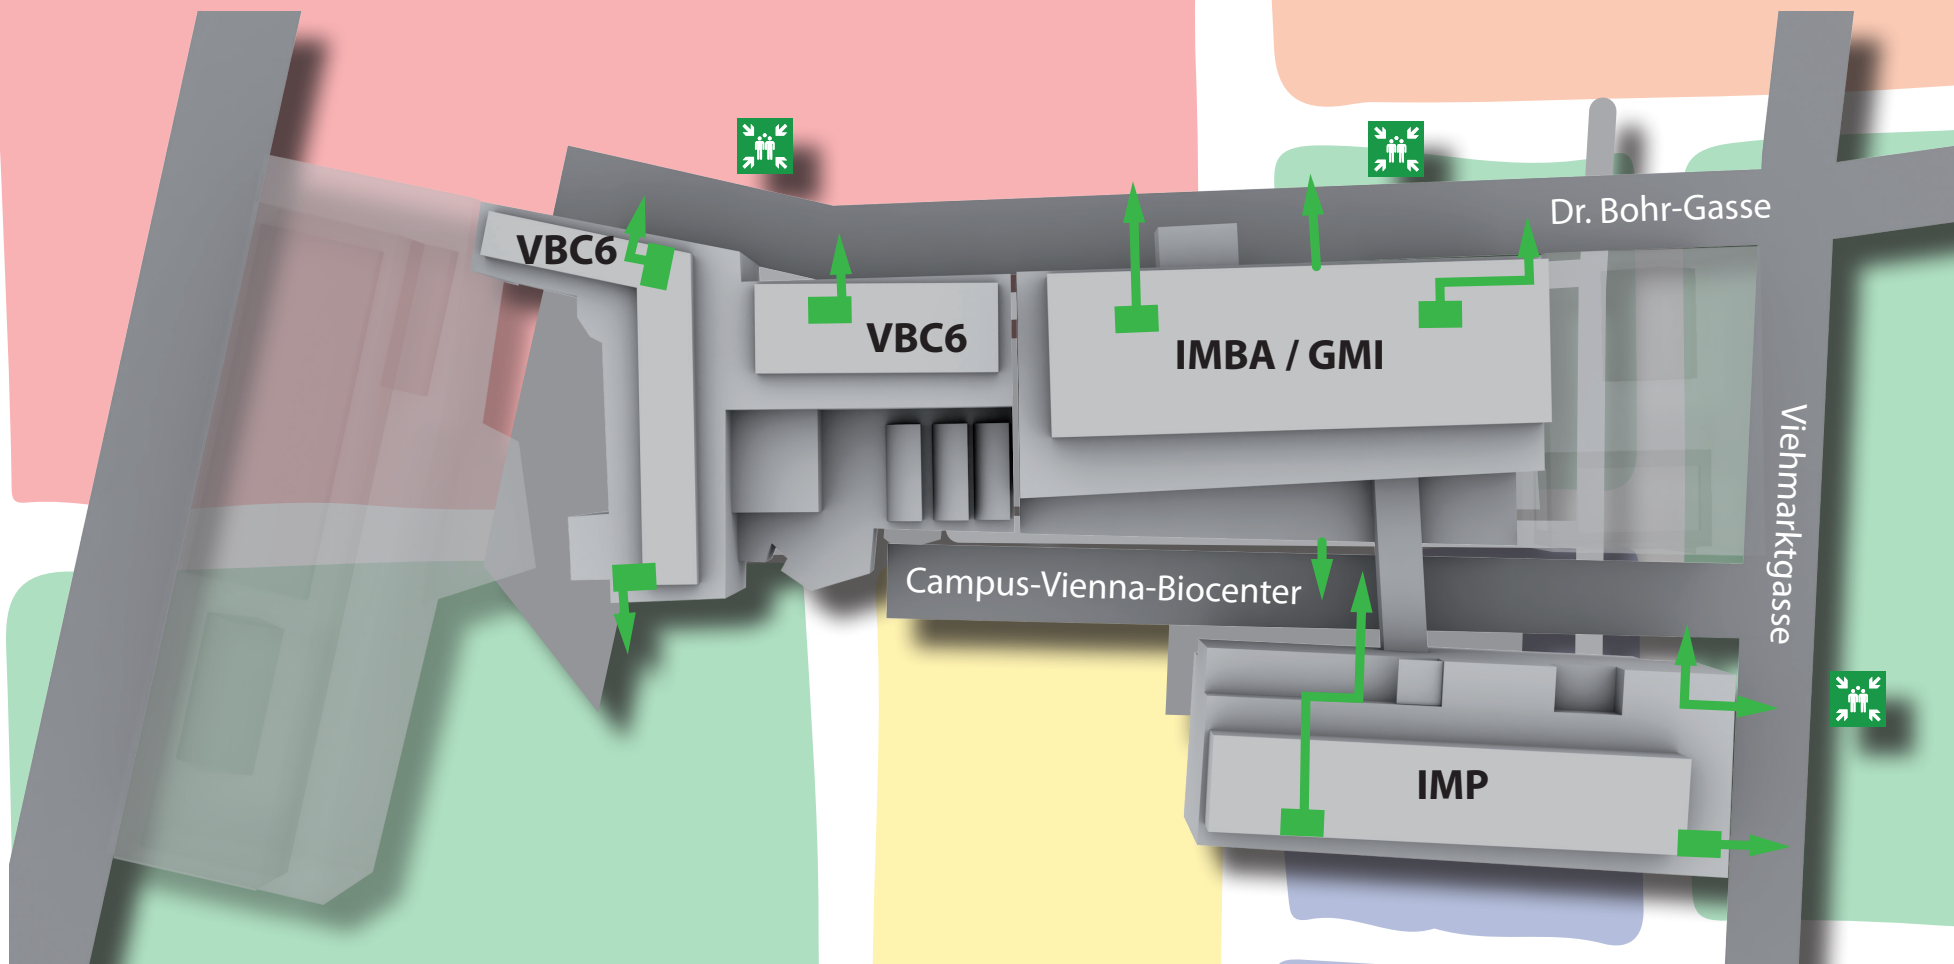 Dr. Bohr-Gasse
VBC6
VBC6
IMBA / GMI
Viehmarktgasse
Campus-Vienna-Biocenter
IMP